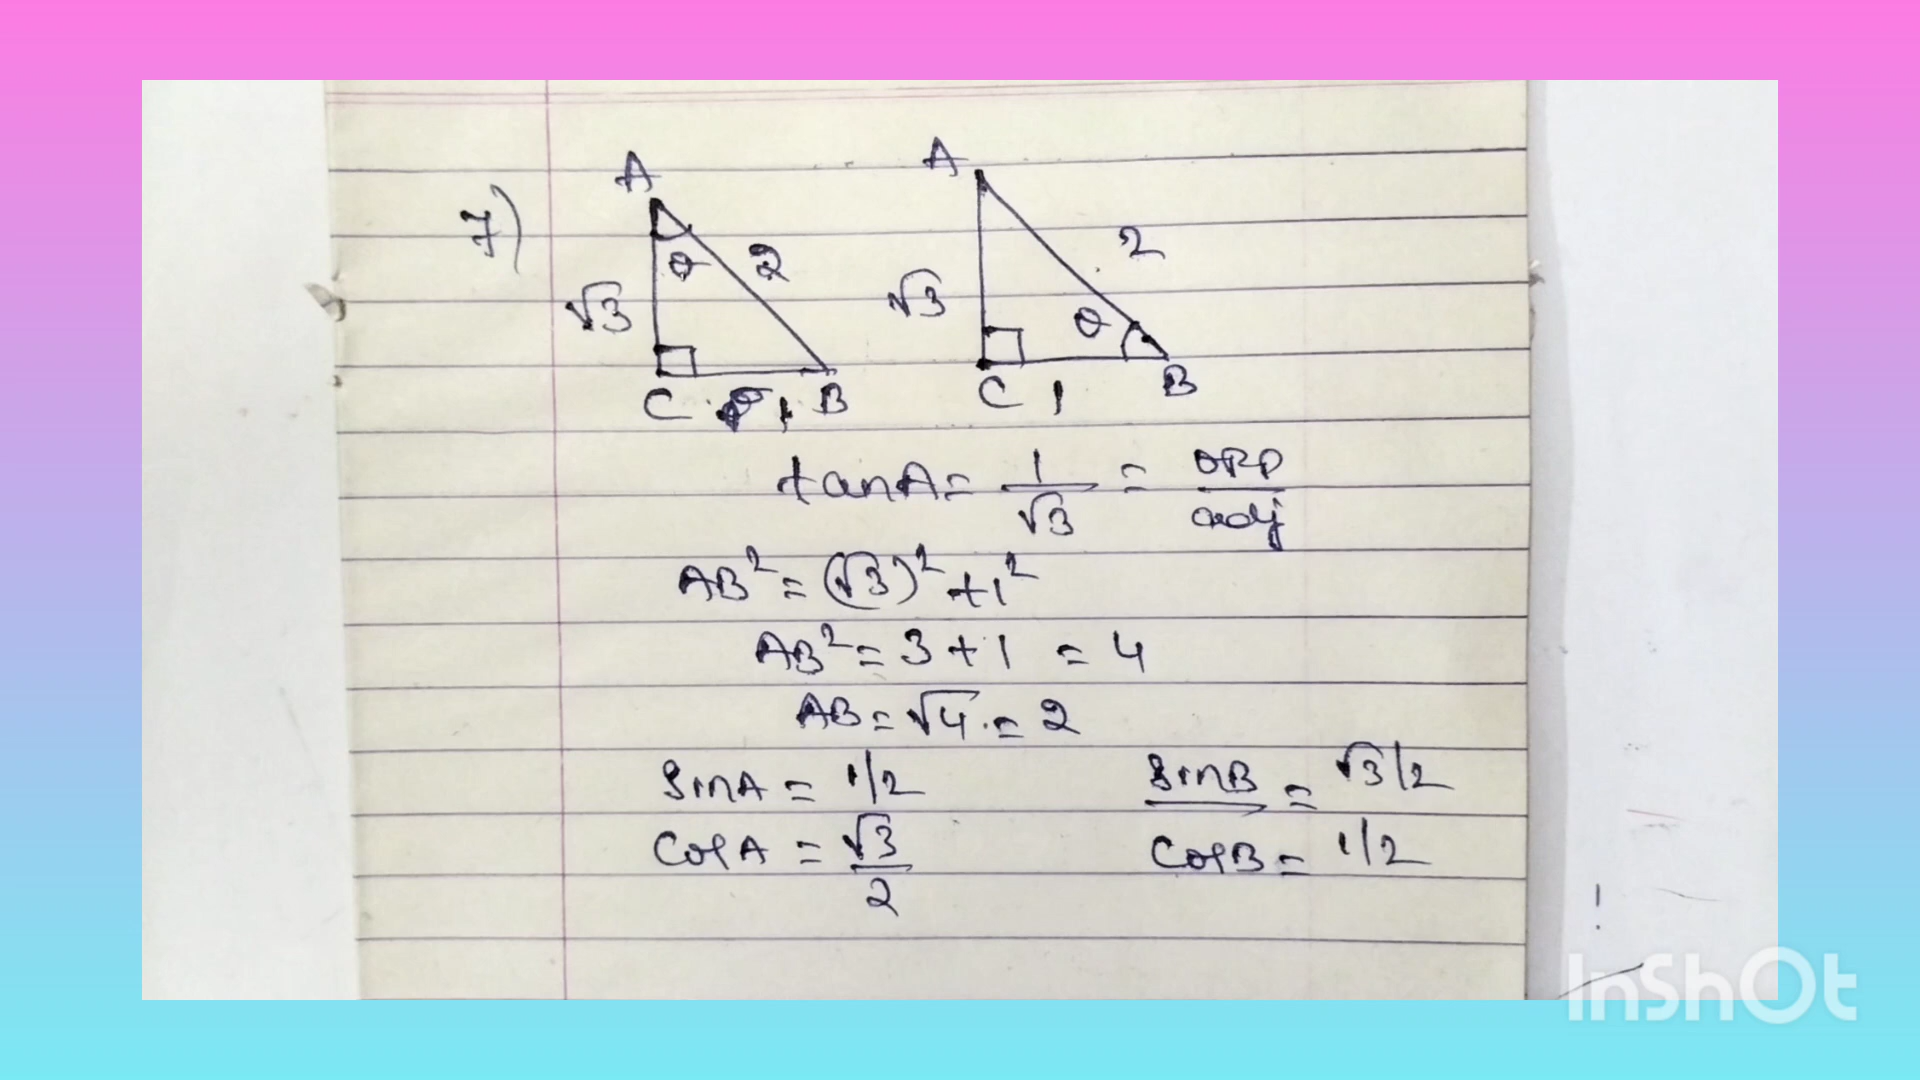 7)
A A
θ 2 2
√3 √3 θ
C 1 B C 1 B
tanA = 1/√3 = opp/adj
AB² = (√3)² + 1²
AB² = 3 + 1 = 4
AB = √4 = 2
SinA = 1/2 SinB = √3/2
CosA = √3/2 CosB = 1/2
InShOt